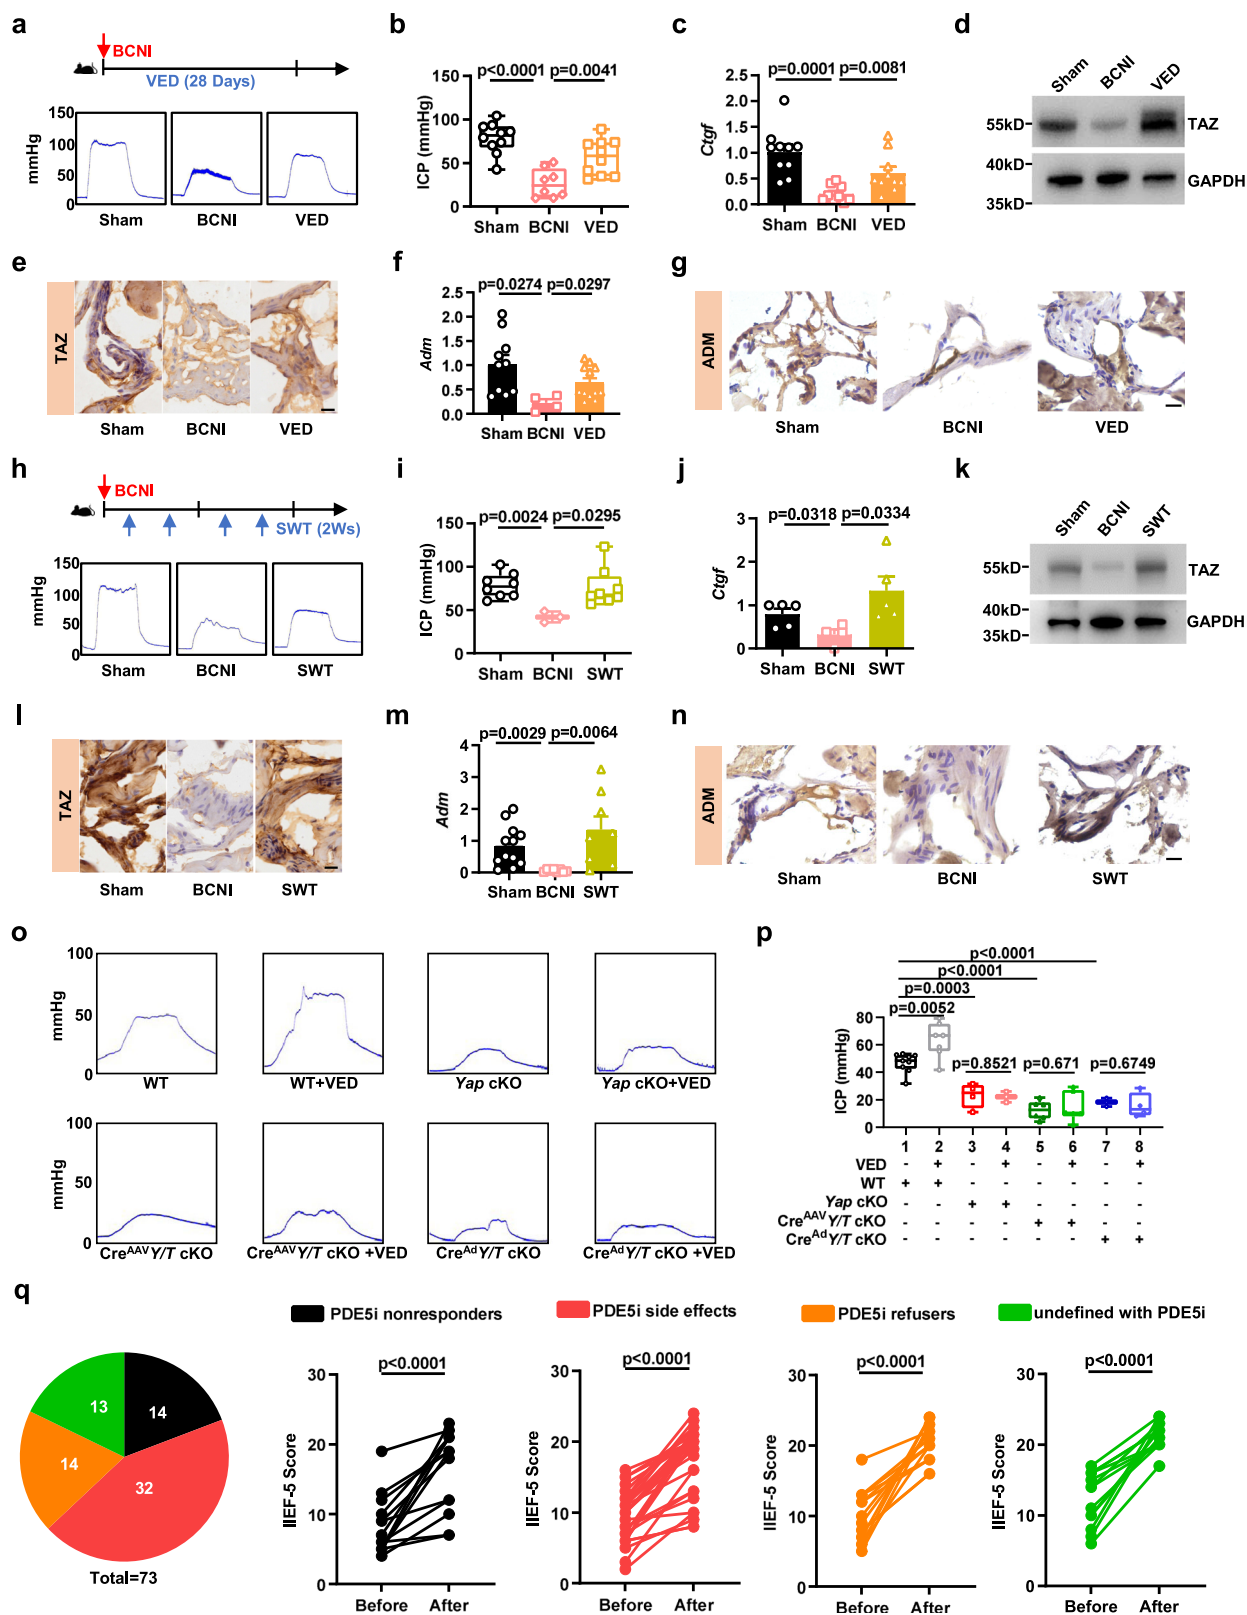 a
BCNI
VED (28 Days)
mmHg
150
100
50
0
Sham
BCNI
VED
b
p<0.0001 p=0.0041
ICP (mmHg)
150
100
50
0
Sham BCNI VED
c
p=0.0001 p=0.0081
Ctgf
2.5
2.0
1.5
1.0
0.5
0.0
Sham BCNI VED
d
Sham BCNI VED
55kD
TAZ
40kD
GAPDH
35kD
e
TAZ
Sham BCNI VED
f
p=0.0274 p=0.0297
Adm
2.5
2.0
1.5
1.0
0.5
0.0
Sham BCNI VED
g
ADM
Sham BCNI VED
h
BCNI
SWT (2Ws)
mmHg
150
100
50
0
Sham BCNI SWT
i
p=0.0024 p=0.0295
ICP (mmHg)
150
100
50
0
Sham BCNI SWT
j
p=0.0318 p=0.0334
Ctgf
3
2
1
0
Sham BCNI SWT
k
Sham BCNI SWT
55kD
TAZ
40kD
GAPDH
35kD
l
TAZ
Sham BCNI SWT
m
p=0.0029 p=0.0064
Adm
4
3
2
1
0
Sham BCNI SWT
n
ADM
Sham BCNI SWT
o
mmHg
100
50
0
WT WT+VED Yap cKO Yap cKO+VED
mmHg
100
50
0
CreAAVY/T cKO CreAAVY/T cKO +VED CreAdY/T cKO CreAdY/T cKO +VED
p
p<0.0001
p<0.0001
p=0.0003
p=0.0052
p=0.8521 p=0.671 p=0.6749
ICP (mmHg)
80
60
40
20
0
1 2 3 4 5 6 7 8
VED - + - + - + - +
WT + + - - - - - -
Yap cKO - - + + - - - -
CreAAVY/T cKO - - - - + + - -
CreAdY/T cKO - - - - - - + +
q
PDE5i nonresponders
PDE5i side effects
PDE5i refusers
undefined with PDE5i
13
14
14
32
Total=73
p<0.0001
IIEF-5 Score
30
20
10
0
Before After
p<0.0001
IIEF-5 Score
30
20
10
0
Before After
p<0.0001
IIEF-5 Score
30
20
10
0
Before After
p<0.0001
IIEF-5 Score
30
20
10
0
Before After